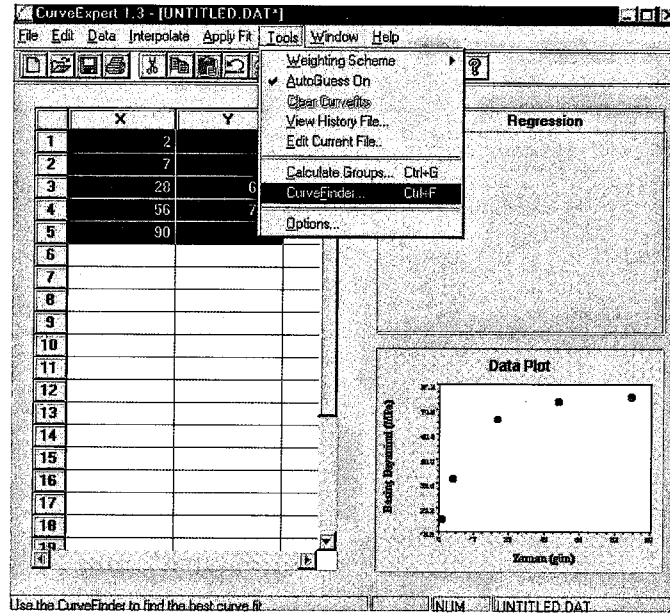 CurveExpert 1.3 - [UNTITLED.DAT*]
File Edit Data Interpolate Apply Fit Tools Window Help
Weighting Scheme
AutoGuess On
Clear Curvefits
View History File...
Edit Current File..
Calculate Groups... Ctrl+G
CurveFinder... Ctrl+F
Options...
X Y
1 2
2 7
3 28 6
4 56 7
5 90
6
7
8
9
10
11
12
13
14
15
16
17
18
19
Regression
Data Plot
Basınç Dayanımı (MPa)
Zaman (gün)
Use the CurveFinder to find the best curve fit
NUM UNTITLED.DAT